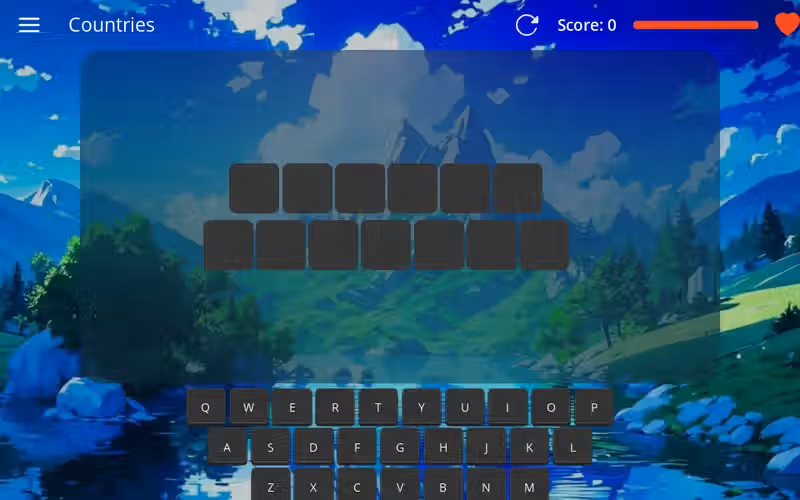 Countries
Score: 0
Q W E R T Y U I O P
A S D F G H J K L
Z X C V B N M